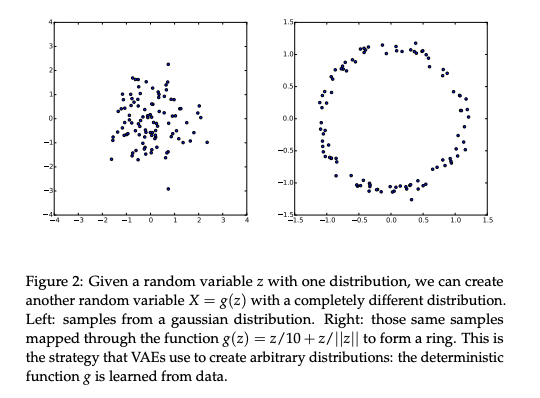 4
3
2
1
0
−1
−2
−3
−4
−4 −3 −2 −1 0 1 2 3 4
1.5
1.0
0.5
0.0
−0.5
−1.0
−1.5
−1.5 −1.0 −0.5 0.0 0.5 1.0 1.5
Figure 2: Given a random variable z with one distribution, we can create
another random variable X = g(z) with a completely different distribution.
Left: samples from a gaussian distribution. Right: those same samples
mapped through the function g(z) = z/10 + z/||z|| to form a ring. This is
the strategy that VAEs use to create arbitrary distributions: the deterministic
function g is learned from data.